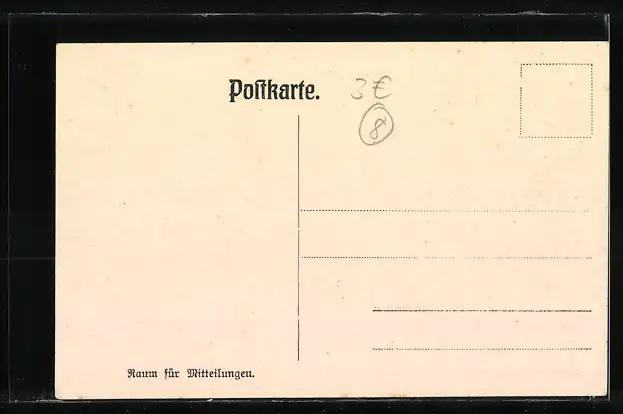 Postkarte.
3€
8
Raum für Mitteilungen.